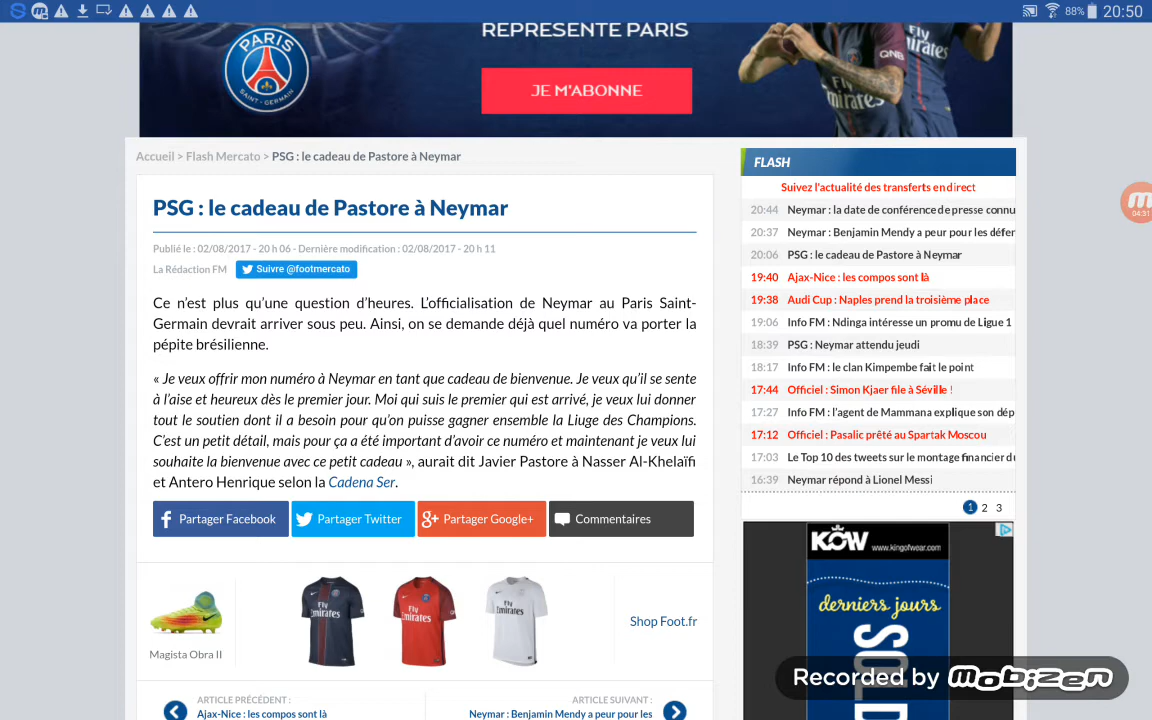 88% 20:50
REPRESENTE PARIS
PARIS
SAINT-GERMAIN
JE M'ABONNE
QNB
Emirates
Accueil > Flash Mercato > PSG : le cadeau de Pastore à Neymar
PSG : le cadeau de Pastore à Neymar
Publié le : 02/08/2017 - 20 h 06 - Dernière modification : 02/08/2017 - 20 h 11
La Rédaction FM Suivre @footmercato
Ce n’est plus qu’une question d’heures. L’officialisation de Neymar au Paris Saint-
Germain devrait arriver sous peu. Ainsi, on se demande déjà quel numéro va porter la
pépite brésilienne.
« Je veux offrir mon numéro à Neymar en tant que cadeau de bienvenue. Je veux qu’il se sente
à l’aise et heureux dès le premier jour. Moi qui suis le premier qui est arrivé, je veux lui donner
tout le soutien dont il a besoin pour qu’on puisse gagner ensemble la Liuge des Champions.
C’est un petit détail, mais pour ça a été important d’avoir ce numéro et maintenant je veux lui
souhaite la bienvenue avec ce petit cadeau », aurait dit Javier Pastore à Nasser Al-Khelaïfi
et Antero Henrique selon la Cadena Ser.
Partager Facebook Partager Twitter Partager Google+ Commentaires
Magista Obra II
Fly Emirates
Fly Emirates
Fly Emirates
Shop Foot.fr
ARTICLE PRÉCÉDENT :
Ajax-Nice : les compos sont là
ARTICLE SUIVANT :
Neymar : Benjamin Mendy a peur pour les
FLASH
Suivez l'actualité des transferts en direct
20:44 Neymar : la date de conférence de presse connu
20:37 Neymar : Benjamin Mendy a peur pour les défer
20:06 PSG : le cadeau de Pastore à Neymar
19:40 Ajax-Nice : les compos sont là
19:38 Audi Cup : Naples prend la troisième place
19:06 Info FM : Ndinga intéresse un promu de Ligue 1
18:39 PSG : Neymar attendu jeudi
18:17 Info FM : le clan Kimpembe fait le point
17:44 Officiel : Simon Kjaer file à Séville !
17:27 Info FM : l'agent de Mammana explique son dép
17:12 Officiel : Pasalic prêté au Spartak Moscou
17:03 Le Top 10 des tweets sur le montage financier du
16:39 Neymar répond à Lionel Messi
1 2 3
KÖW www.kingofwear.com
derniers jours
SOLD
04:31
Recorded by mobizen